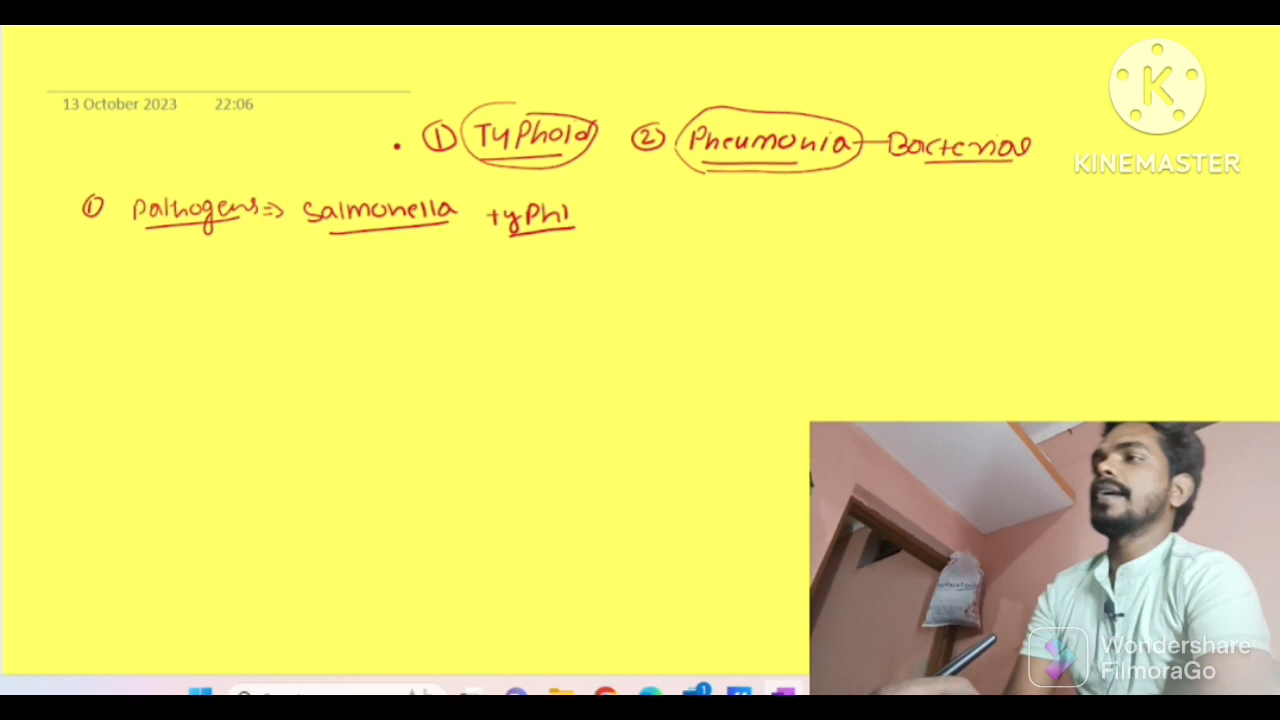 13 October 2023 22:06
K
KINEMASTER
① Typhoid ② Pneumonia — Bacterial
① Pathogens ⇒ Salmonella typhi
Wondershare
FilmoraGo